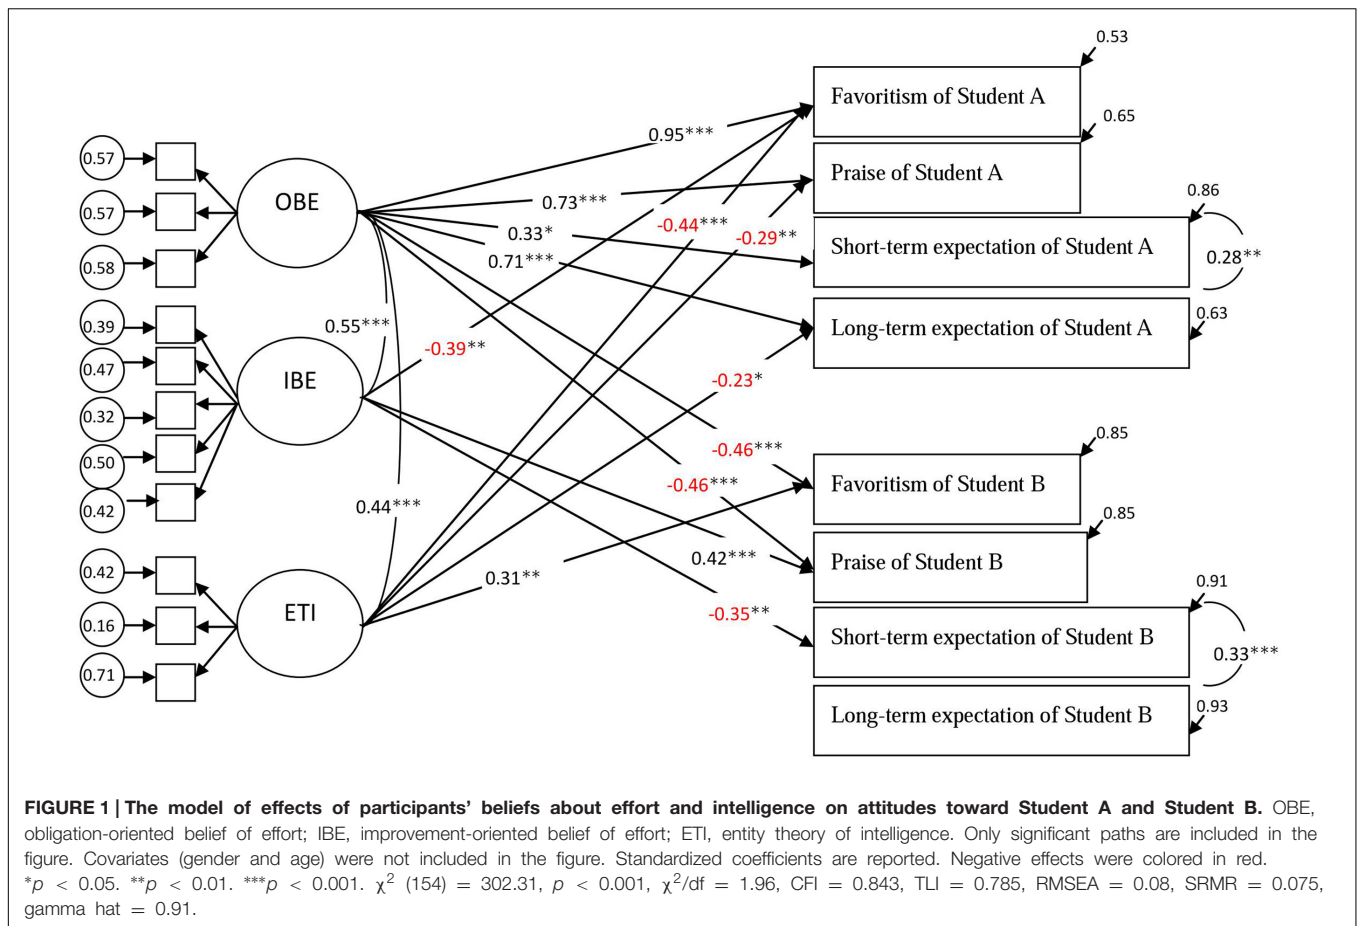 0.53
Favoritism of Student A
0.95***
0.65
Praise of Student A
0.57
OBE
0.86
0.73***
0.57
-0.44***
-0.29**
0.33*
Short-term expectation of Student A
0.28**
0.71***
0.58
0.63
0.39
0.55***
Long-term expectation of Student A
-0.39**
0.47
IBE
-0.23*
0.32
0.85
-0.46***
0.50
-0.46***
Favoritism of Student B
0.42
0.44***
0.85
0.42***
Praise of Student B
0.42
0.31**
0.91
ETI
-0.35**
0.16
Short-term expectation of Student B
0.33***
0.71
0.93
Long-term expectation of Student B
FIGURE 1 | The model of effects of participants' beliefs about effort and intelligence on attitudes toward Student A and Student B. OBE,
obligation-oriented belief of effort; IBE, improvement-oriented belief of effort; ETI, entity theory of intelligence. Only significant paths are included in the
figure. Covariates (gender and age) were not included in the figure. Standardized coefficients are reported. Negative effects were colored in red.
*p < 0.05. **p < 0.01. ***p < 0.001. χ² (154) = 302.31, p < 0.001, χ²/df = 1.96, CFI = 0.843, TLI = 0.785, RMSEA = 0.08, SRMR = 0.075,
gamma hat = 0.91.